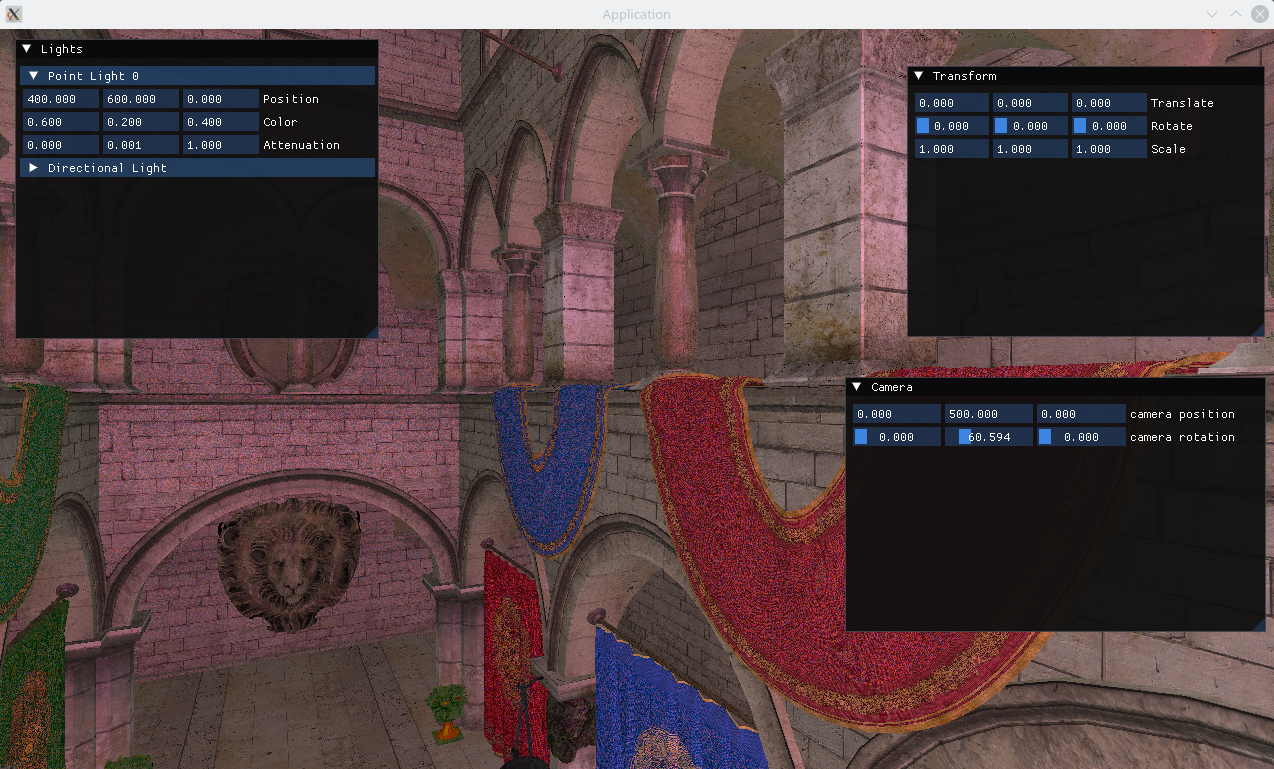 Application
Lights
Point Light 0
400.000 600.000 0.000 Position
0.600 0.200 0.400 Color
0.000 0.001 1.000 Attenuation
Directional Light
Transform
0.000 0.000 0.000 Translate
0.000 0.000 0.000 Rotate
1.000 1.000 1.000 Scale
Camera
0.000 500.000 0.000 camera position
0.000 60.594 0.000 camera rotation